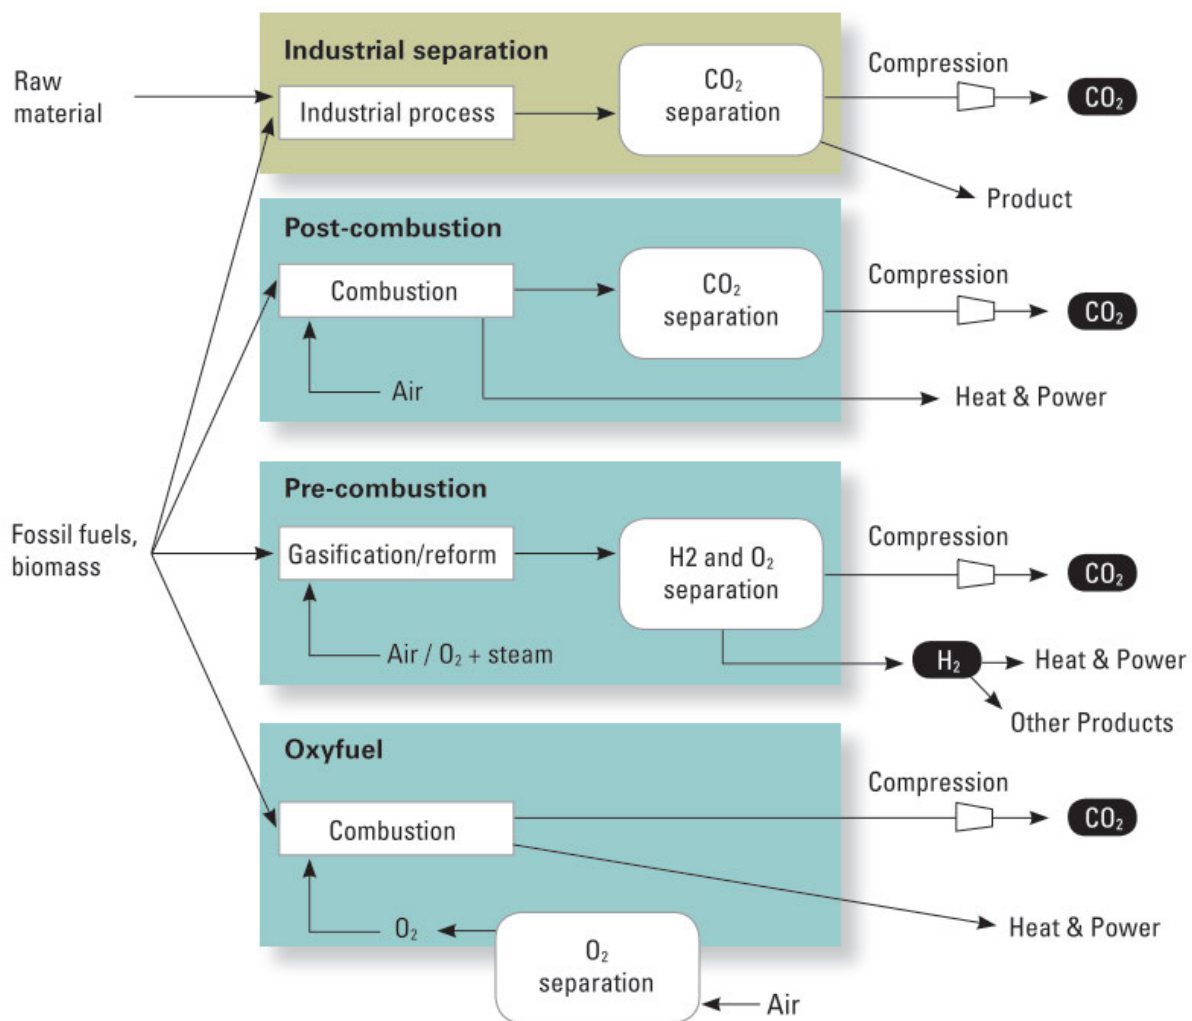 Industrial separation
Raw
material
Industrial process
CO₂
separation
Compression
CO₂
Product
Post-combustion
Combustion
CO₂
separation
Compression
CO₂
Air
Heat & Power
Pre-combustion
Fossil fuels,
biomass
Gasification/reform
H2 and O₂
separation
Compression
CO₂
Air / O₂ + steam
H₂
Heat & Power
Other Products
Oxyfuel
Combustion
Compression
CO₂
O₂
O₂
separation
Air
Heat & Power